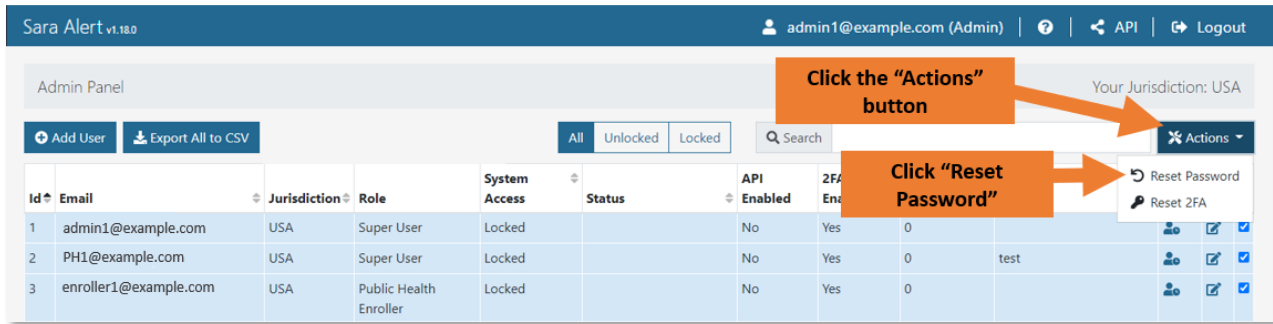 Sara Alert v1.18.0
admin1@example.com (Admin)
API
Logout
Admin Panel
Click the “Actions”
button
Your Jurisdiction: USA
Add User
Export All to CSV
All
Unlocked
Locked
Search
Actions
Click “Reset
Password”
Reset Password
Reset 2FA
Id Email Jurisdiction Role System Access Status API Enabled
1 admin1@example.com USA Super User Locked No Yes 0
2 PH1@example.com USA Super User Locked No Yes 0 test
3 enroller1@example.com USA Public Health Locked No Yes 0
Enroller